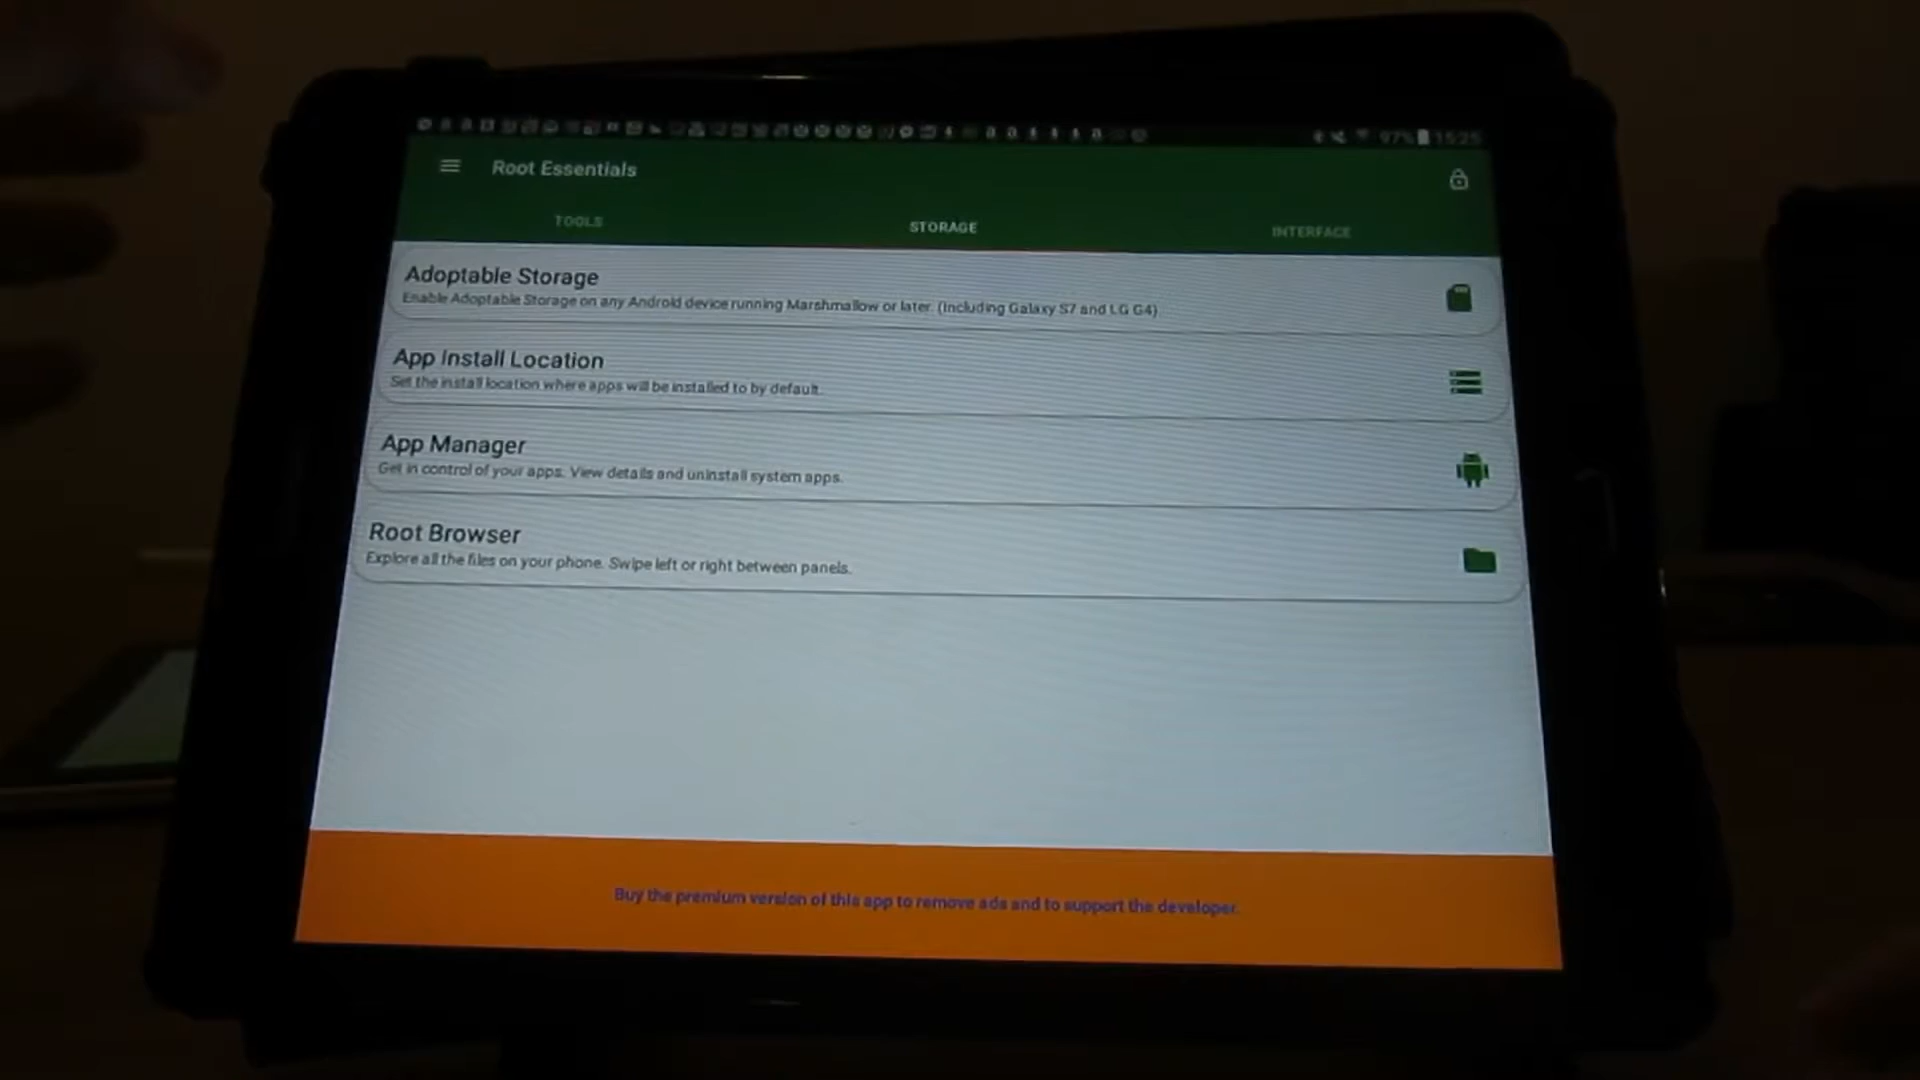 97% 15:25
Root Essentials
TOOLS STORAGE INTERFACE
Adoptable Storage
Enable Adoptable Storage on any Android device running Marshmallow or later. (Including Galaxy S7 and LG G4)
App Install Location
Set the install location where apps will be installed to by default.
App Manager
Get in control of your apps. View details and uninstall system apps.
Root Browser
Explore all the files on your phone. Swipe left or right between panels.
Buy the premium version of this app to remove ads and to support the developer.